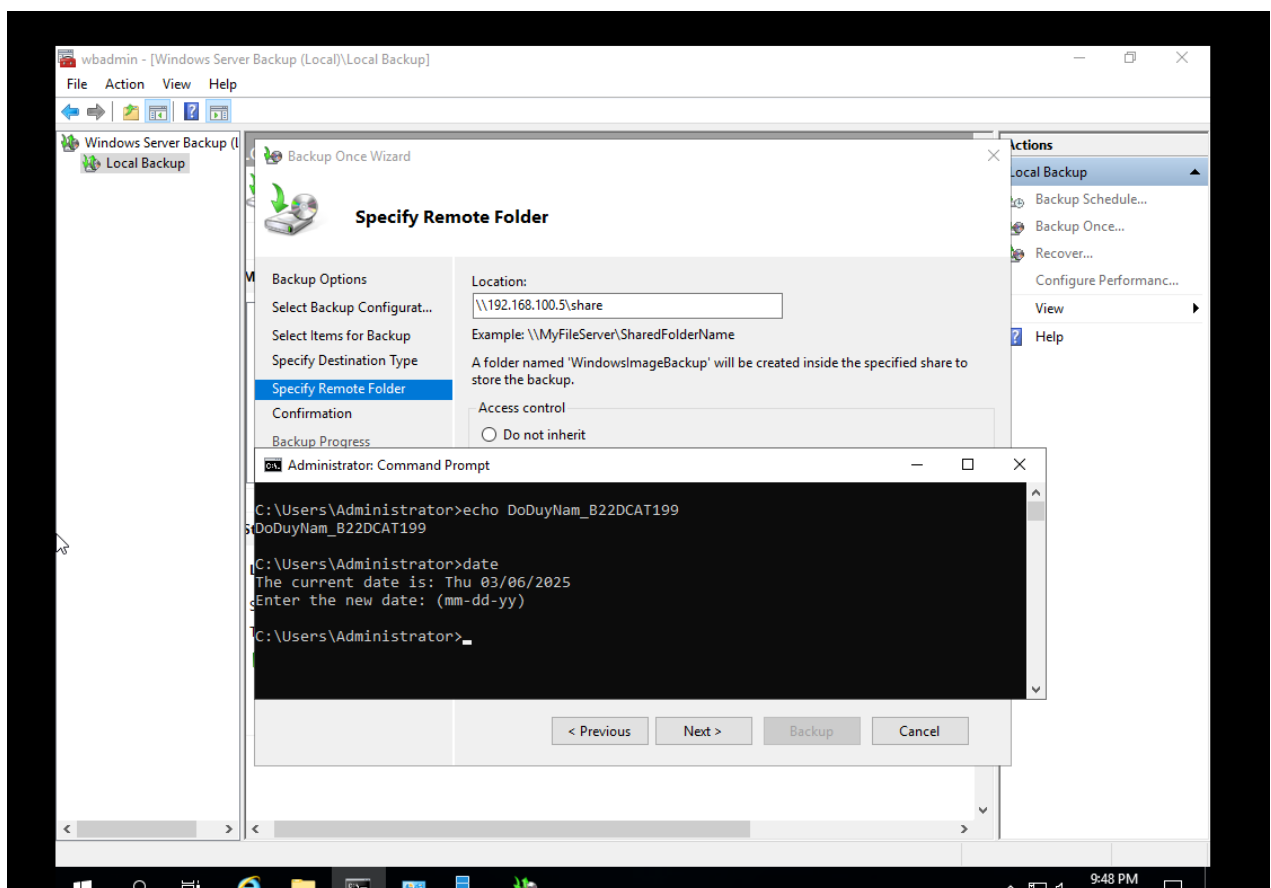 wbadmin - [Windows Server Backup (Local)\Local Backup]
File Action View Help
Windows Server Backup (L
Local Backup
Backup Once Wizard
Specify Remote Folder
Backup Options
Select Backup Configurat...
Select Items for Backup
Specify Destination Type
Specify Remote Folder
Confirmation
Backup Progress
Location:
\\192.168.100.5\share
Example: \\MyFileServer\SharedFolderName
A folder named 'WindowsImageBackup' will be created inside the specified share to
store the backup.
Access control
Do not inherit
Administrator: Command Prompt
C:\Users\Administrator>echo DoDuyNam_B22DCAT199
DoDuyNam_B22DCAT199
C:\Users\Administrator>date
The current date is: Thu 03/06/2025
Enter the new date: (mm-dd-yy)
C:\Users\Administrator>
< Previous
Next >
Backup
Cancel
Actions
Local Backup
Backup Schedule...
Backup Once...
Recover...
Configure Performanc...
View
Help
9:48 PM